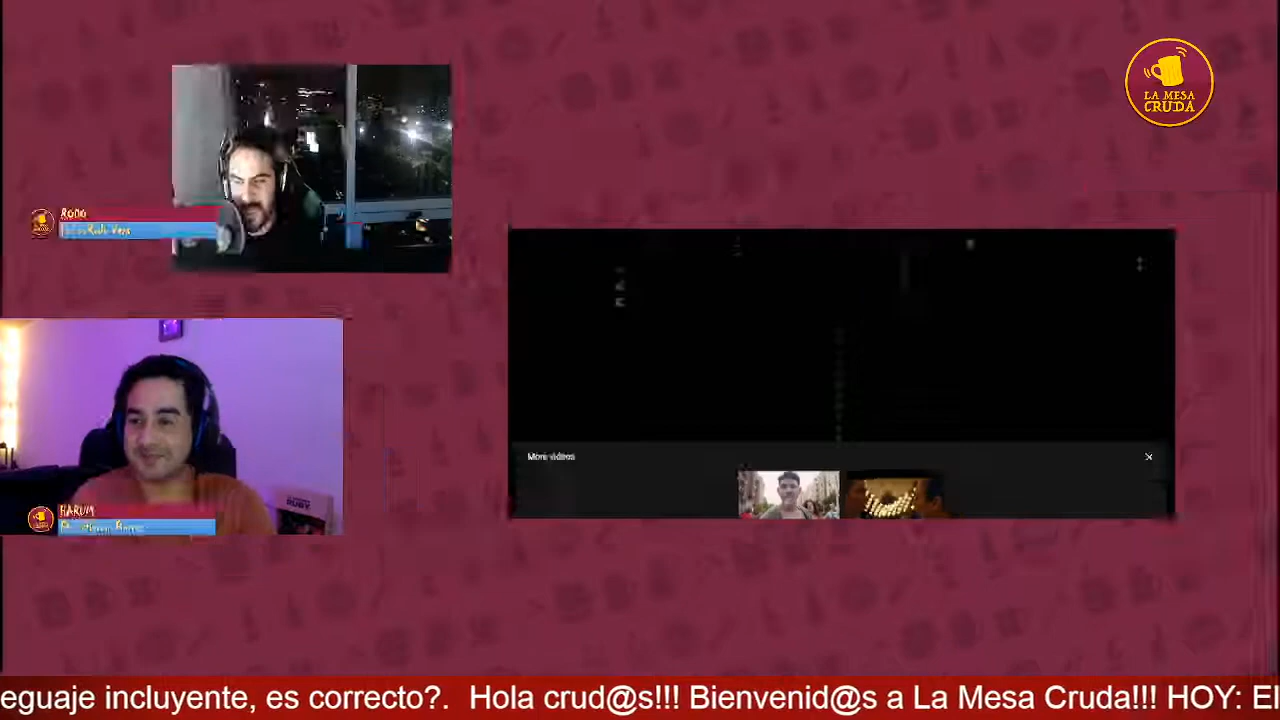 LA MESA
CRUDA
RODO
HARUM
RUBY
More videos
eguaje incluyente, es correcto?.  Hola crud@s!!! Bienvenid@s a La Mesa Cruda!!! HOY: El